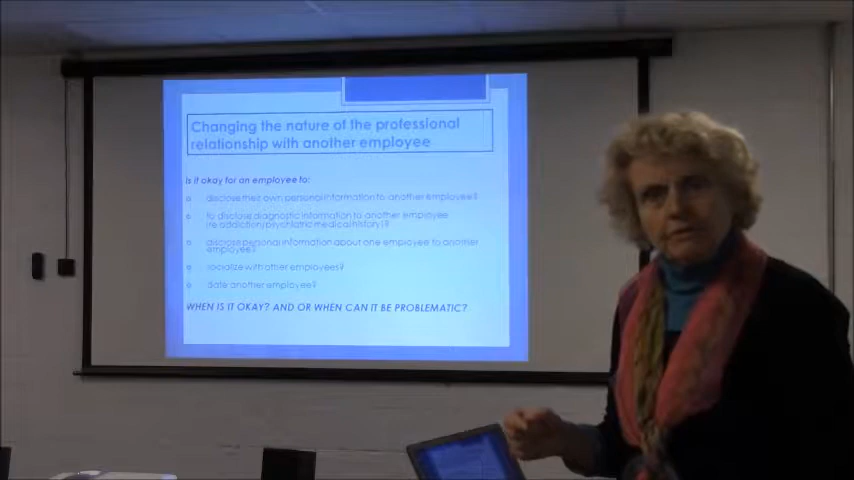 Changing the nature of the professional
relationship with another employee
Is it okay for an employee to:
disclose their own personal information to another employee?
to disclose diagnostic information to another employee
(re addiction/psychiatric medical history)?
disclose personal information about one employee to another
employee?
socialize with other employees?
date another employee?
WHEN IS IT OKAY? AND OR WHEN CAN IT BE PROBLEMATIC?